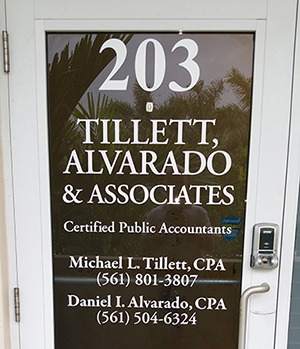 203
TILLETT,
ALVARADO
& ASSOCIATES
Certified Public Accountants
Michael L. Tillett, CPA
(561) 801-3807
Daniel I. Alvarado, CPA
(561) 504-6324